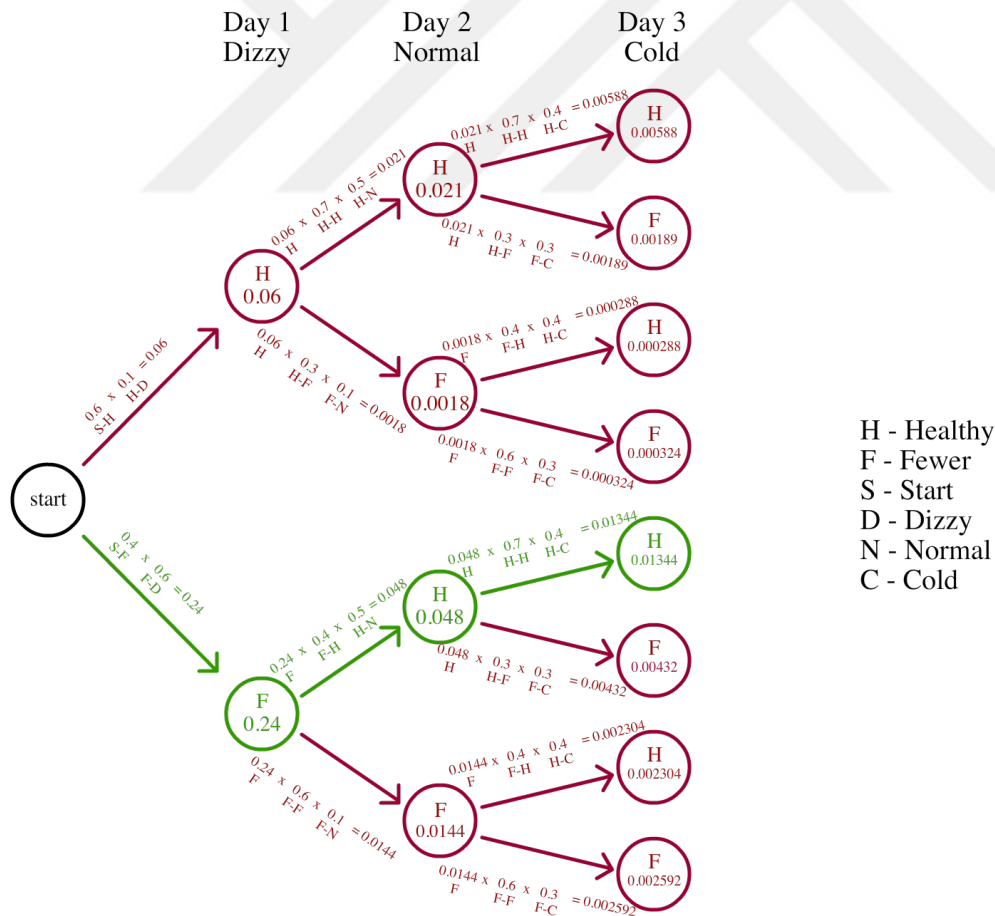 Day 1
Dizzy
Day 2
Normal
Day 3
Cold
0.021 x 0.7 x 0.4 = 0.00588
H H-H H-C
H
0.00588
0.06 x 0.7 x 0.5 = 0.021
H H-H H-N
H
0.021
0.021 x 0.3 x 0.3 = 0.00189
H H-F F-C
F
0.00189
H
0.06
0.6 x 0.1 = 0.06
S-H H-D
0.06 x 0.3 x 0.1 = 0.0018
H H-F F-N
0.0018 x 0.4 x 0.4 = 0.000288
F F-H H-C
H
0.000288
F
0.0018
0.0018 x 0.6 x 0.3 = 0.000324
F F-F F-C
F
0.000324
start
0.4 x 0.6 = 0.24
S-F F-D
0.048 x 0.7 x 0.4 = 0.01344
H H-H H-C
H
0.01344
0.24 x 0.4 x 0.5 = 0.048
F F-H H-N
H
0.048
0.048 x 0.3 x 0.3 = 0.00432
H H-F F-C
F
0.00432
F
0.24
0.24 x 0.6 x 0.1 = 0.0144
F F-F F-N
0.0144 x 0.4 x 0.4 = 0.002304
F F-H H-C
H
0.002304
F
0.0144
0.0144 x 0.6 x 0.3 = 0.002592
F F-F F-C
F
0.002592
H - Healthy
F - Fewer
S - Start
D - Dizzy
N - Normal
C - Cold